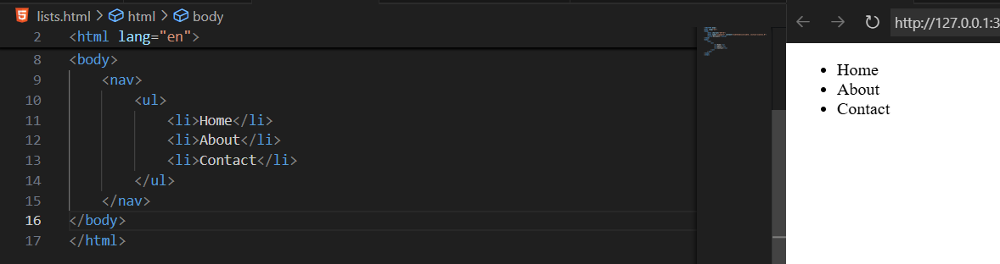 lists.html > html > body
2 <html lang="en">
8 <body>
9 <nav>
10 <ul>
11 <li>Home</li>
12 <li>About</li>
13 <li>Contact</li>
14 </ul>
15 </nav>
16 </body>
17 </html>
http://127.0.0.1:3
• Home
• About
• Contact